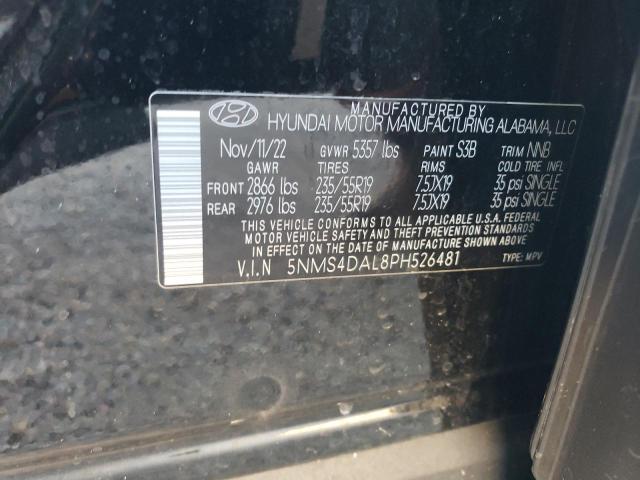 MANUFACTURED BY
HYUNDAI MOTOR MANUFACTURING ALABAMA, LLC
Nov/11/22 GVWR 5357 lbs PAINT S3B TRIM NNB
GAWR TIRES RIMS COLD TIRE INFL
FRONT 2866 lbs 235/55R19 7.5JX19 35 psi SINGLE
REAR 2976 lbs 235/55R19 7.5JX19 35 psi SINGLE
THIS VEHICLE CONFORMS TO ALL APPLICABLE U.S.A. FEDERAL
MOTOR VEHICLE SAFETY AND THEFT PREVENTION STANDARDS
IN EFFECT ON THE DATE OF MANUFACTURE SHOWN ABOVE.
V.I.N 5NMS4DAL8PH526481 TYPE: MPV